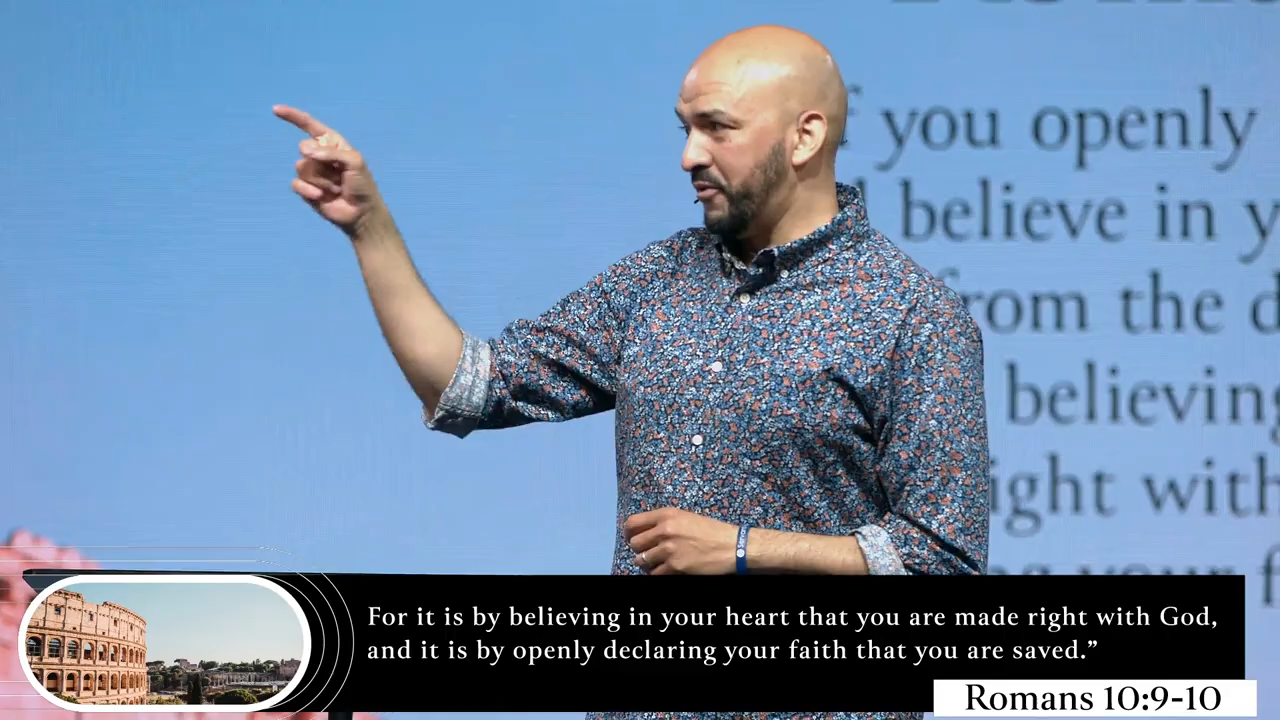 you openly
believe in
from the
believing
right with
For it is by believing in your heart that you are made right with God,
and it is by openly declaring your faith that you are saved.”
Romans 10:9-10